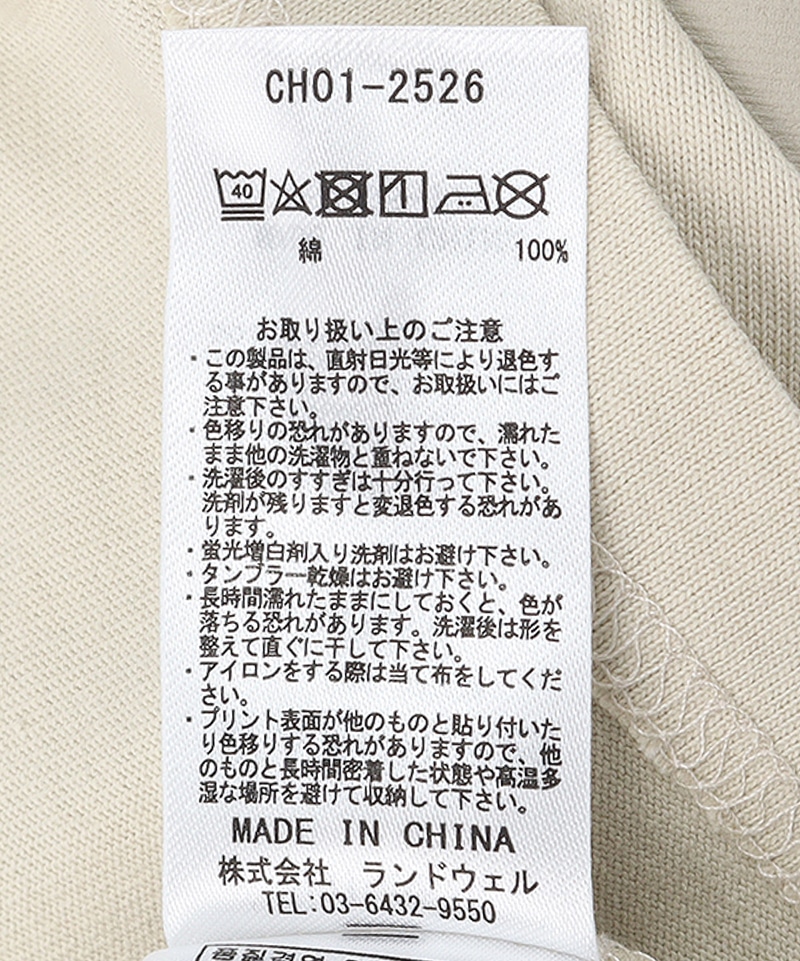 CH01-2526
40
綿 100%
お取り扱い上のご注意
・この製品は、直射日光等により退色す
る事がありますので、お取扱いにはご
注意下さい。
・色移りの恐れがありますので、濡れた
まま他の洗濯物と重ねないで下さい。
・洗濯後のすすぎは十分行って下さい。
洗剤が残りますと変退色する恐れがあ
ります。
・蛍光増白剤入り洗剤はお避け下さい。
・タンブラー乾燥はお避け下さい。
・長時間濡れたままにしておくと、色が
落ちる恐れがあります。洗濯後は形を
整えて直ぐに干して下さい。
・アイロンをする際は当て布をしてくだ
さい。
・プリント表面が他のものと貼り付いた
り色移りする恐れがありますので、他
のものと長時間密着した状態や高温多
湿な場所を避けて収納して下さい。
MADE IN CHINA
株式会社 ランドウェル
TEL:03-6432-9550